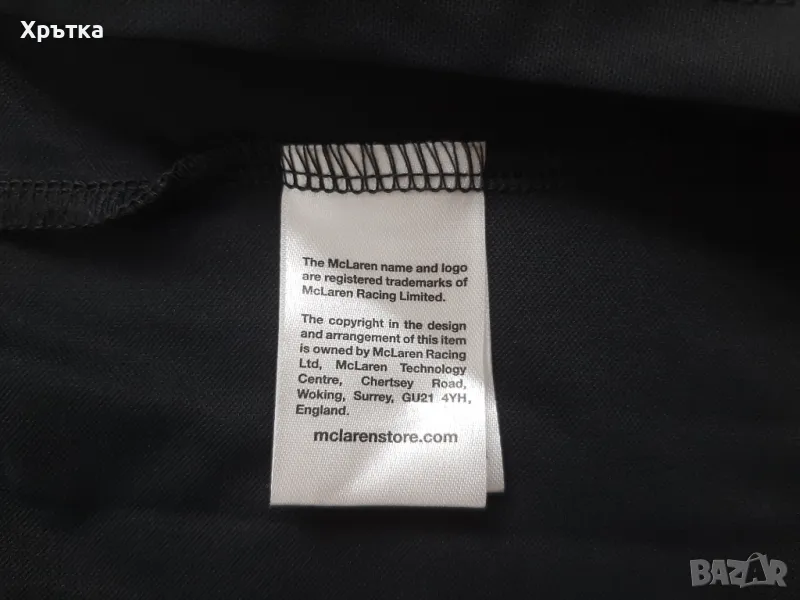 Хрътка
The McLaren name and logo
are registered trademarks of
McLaren Racing Limited.
The copyright in the design
and arrangement of this item
is owned by McLaren Racing
Ltd, McLaren Technology
Centre, Chertsey Road,
Woking, Surrey, GU21 4YH,
England.
mclarenstore.com
BAZAR